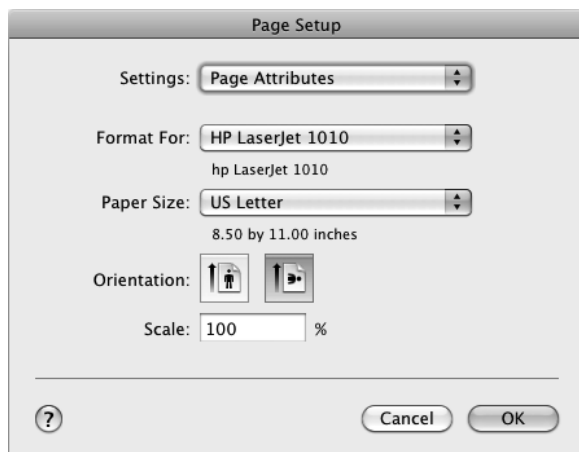 Page Setup
Settings: Page Attributes
Format For: HP LaserJet 1010
hp LaserJet 1010
Paper Size: US Letter
8.50 by 11.00 inches
Orientation:
Scale: 100 %
? Cancel OK